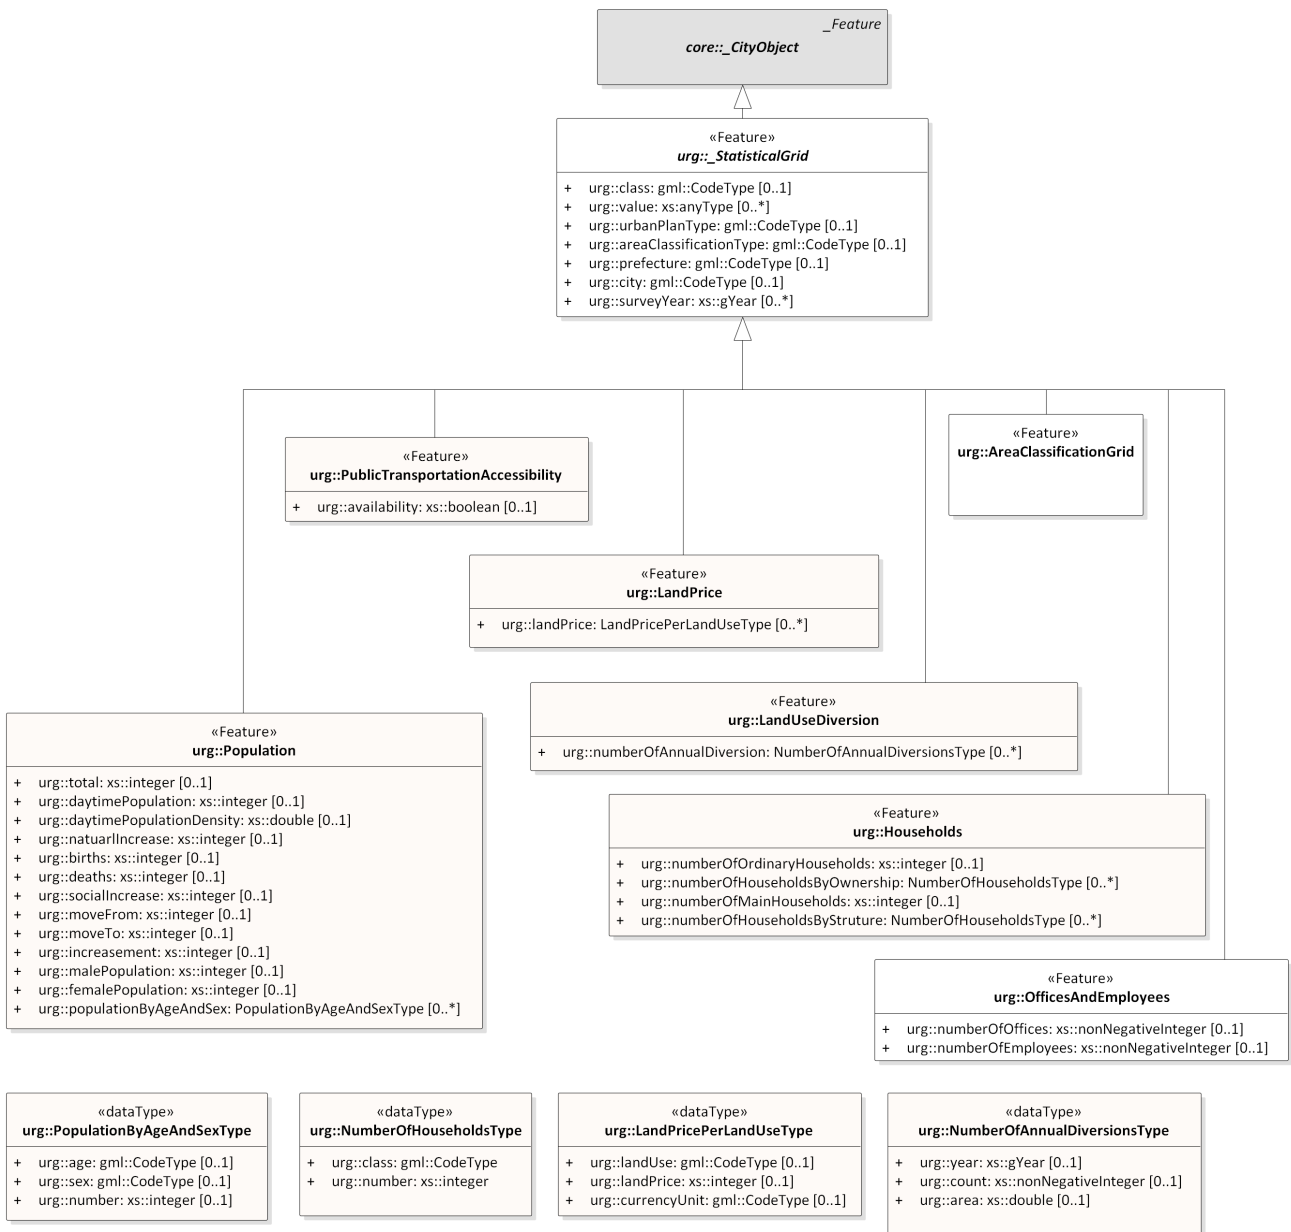 _Feature
core::_CityObject
«Feature»
urg::_StatisticalGrid
+ urg::class: gml::CodeType [0..1]
+ urg::value: xs:anyType [0..*]
+ urg::urbanPlanType: gml::CodeType [0..1]
+ urg::areaClassificationType: gml::CodeType [0..1]
+ urg::prefecture: gml::CodeType [0..1]
+ urg::city: gml::CodeType [0..1]
+ urg::surveyYear: xs::gYear [0..*]
«Feature»
urg::PublicTransportationAccessibility
+ urg::availability: xs::boolean [0..1]
«Feature»
urg::AreaClassificationGrid
«Feature»
urg::LandPrice
+ urg::landPrice: LandPricePerLandUseType [0..*]
«Feature»
urg::LandUseDiversion
+ urg::numberOfAnnualDiversion: NumberOfAnnualDiversionsType [0..*]
«Feature»
urg::Population
+ urg::total: xs::integer [0..1]
+ urg::daytimePopulation: xs::integer [0..1]
+ urg::daytimePopulationDensity: xs::double [0..1]
+ urg::natuarlIncrease: xs::integer [0..1]
+ urg::births: xs::integer [0..1]
+ urg::deaths: xs::integer [0..1]
+ urg::socialIncrease: xs::integer [0..1]
+ urg::moveFrom: xs::integer [0..1]
+ urg::moveTo: xs::integer [0..1]
+ urg::increasement: xs::integer [0..1]
+ urg::malePopulation: xs::integer [0..1]
+ urg::femalePopulation: xs::integer [0..1]
+ urg::populationByAgeAndSex: PopulationByAgeAndSexType [0..*]
«Feature»
urg::Households
+ urg::numberOfOrdinaryHouseholds: xs::integer [0..1]
+ urg::numberOfHouseholdsByOwnership: NumberOfHouseholdsType [0..*]
+ urg::numberOfMainHouseholds: xs::integer [0..1]
+ urg::numberOfHouseholdsByStruture: NumberOfHouseholdsType [0..*]
«Feature»
urg::OfficesAndEmployees
+ urg::numberOfOffices: xs::nonNegativeInteger [0..1]
+ urg::numberOfEmployees: xs::nonNegativeInteger [0..1]
«dataType»
urg::PopulationByAgeAndSexType
+ urg::age: gml::CodeType [0..1]
+ urg::sex: gml::CodeType [0..1]
+ urg::number: xs::integer [0..1]
«dataType»
urg::NumberOfHouseholdsType
+ urg::class: gml::CodeType
+ urg::number: xs::integer
«dataType»
urg::LandPricePerLandUseType
+ urg::landUse: gml::CodeType [0..1]
+ urg::landPrice: xs::integer [0..1]
+ urg::currencyUnit: gml::CodeType [0..1]
«dataType»
urg::NumberOfAnnualDiversionsType
+ urg::year: xs::gYear [0..1]
+ urg::count: xs::nonNegativeInteger [0..1]
+ urg::area: xs::double [0..1]